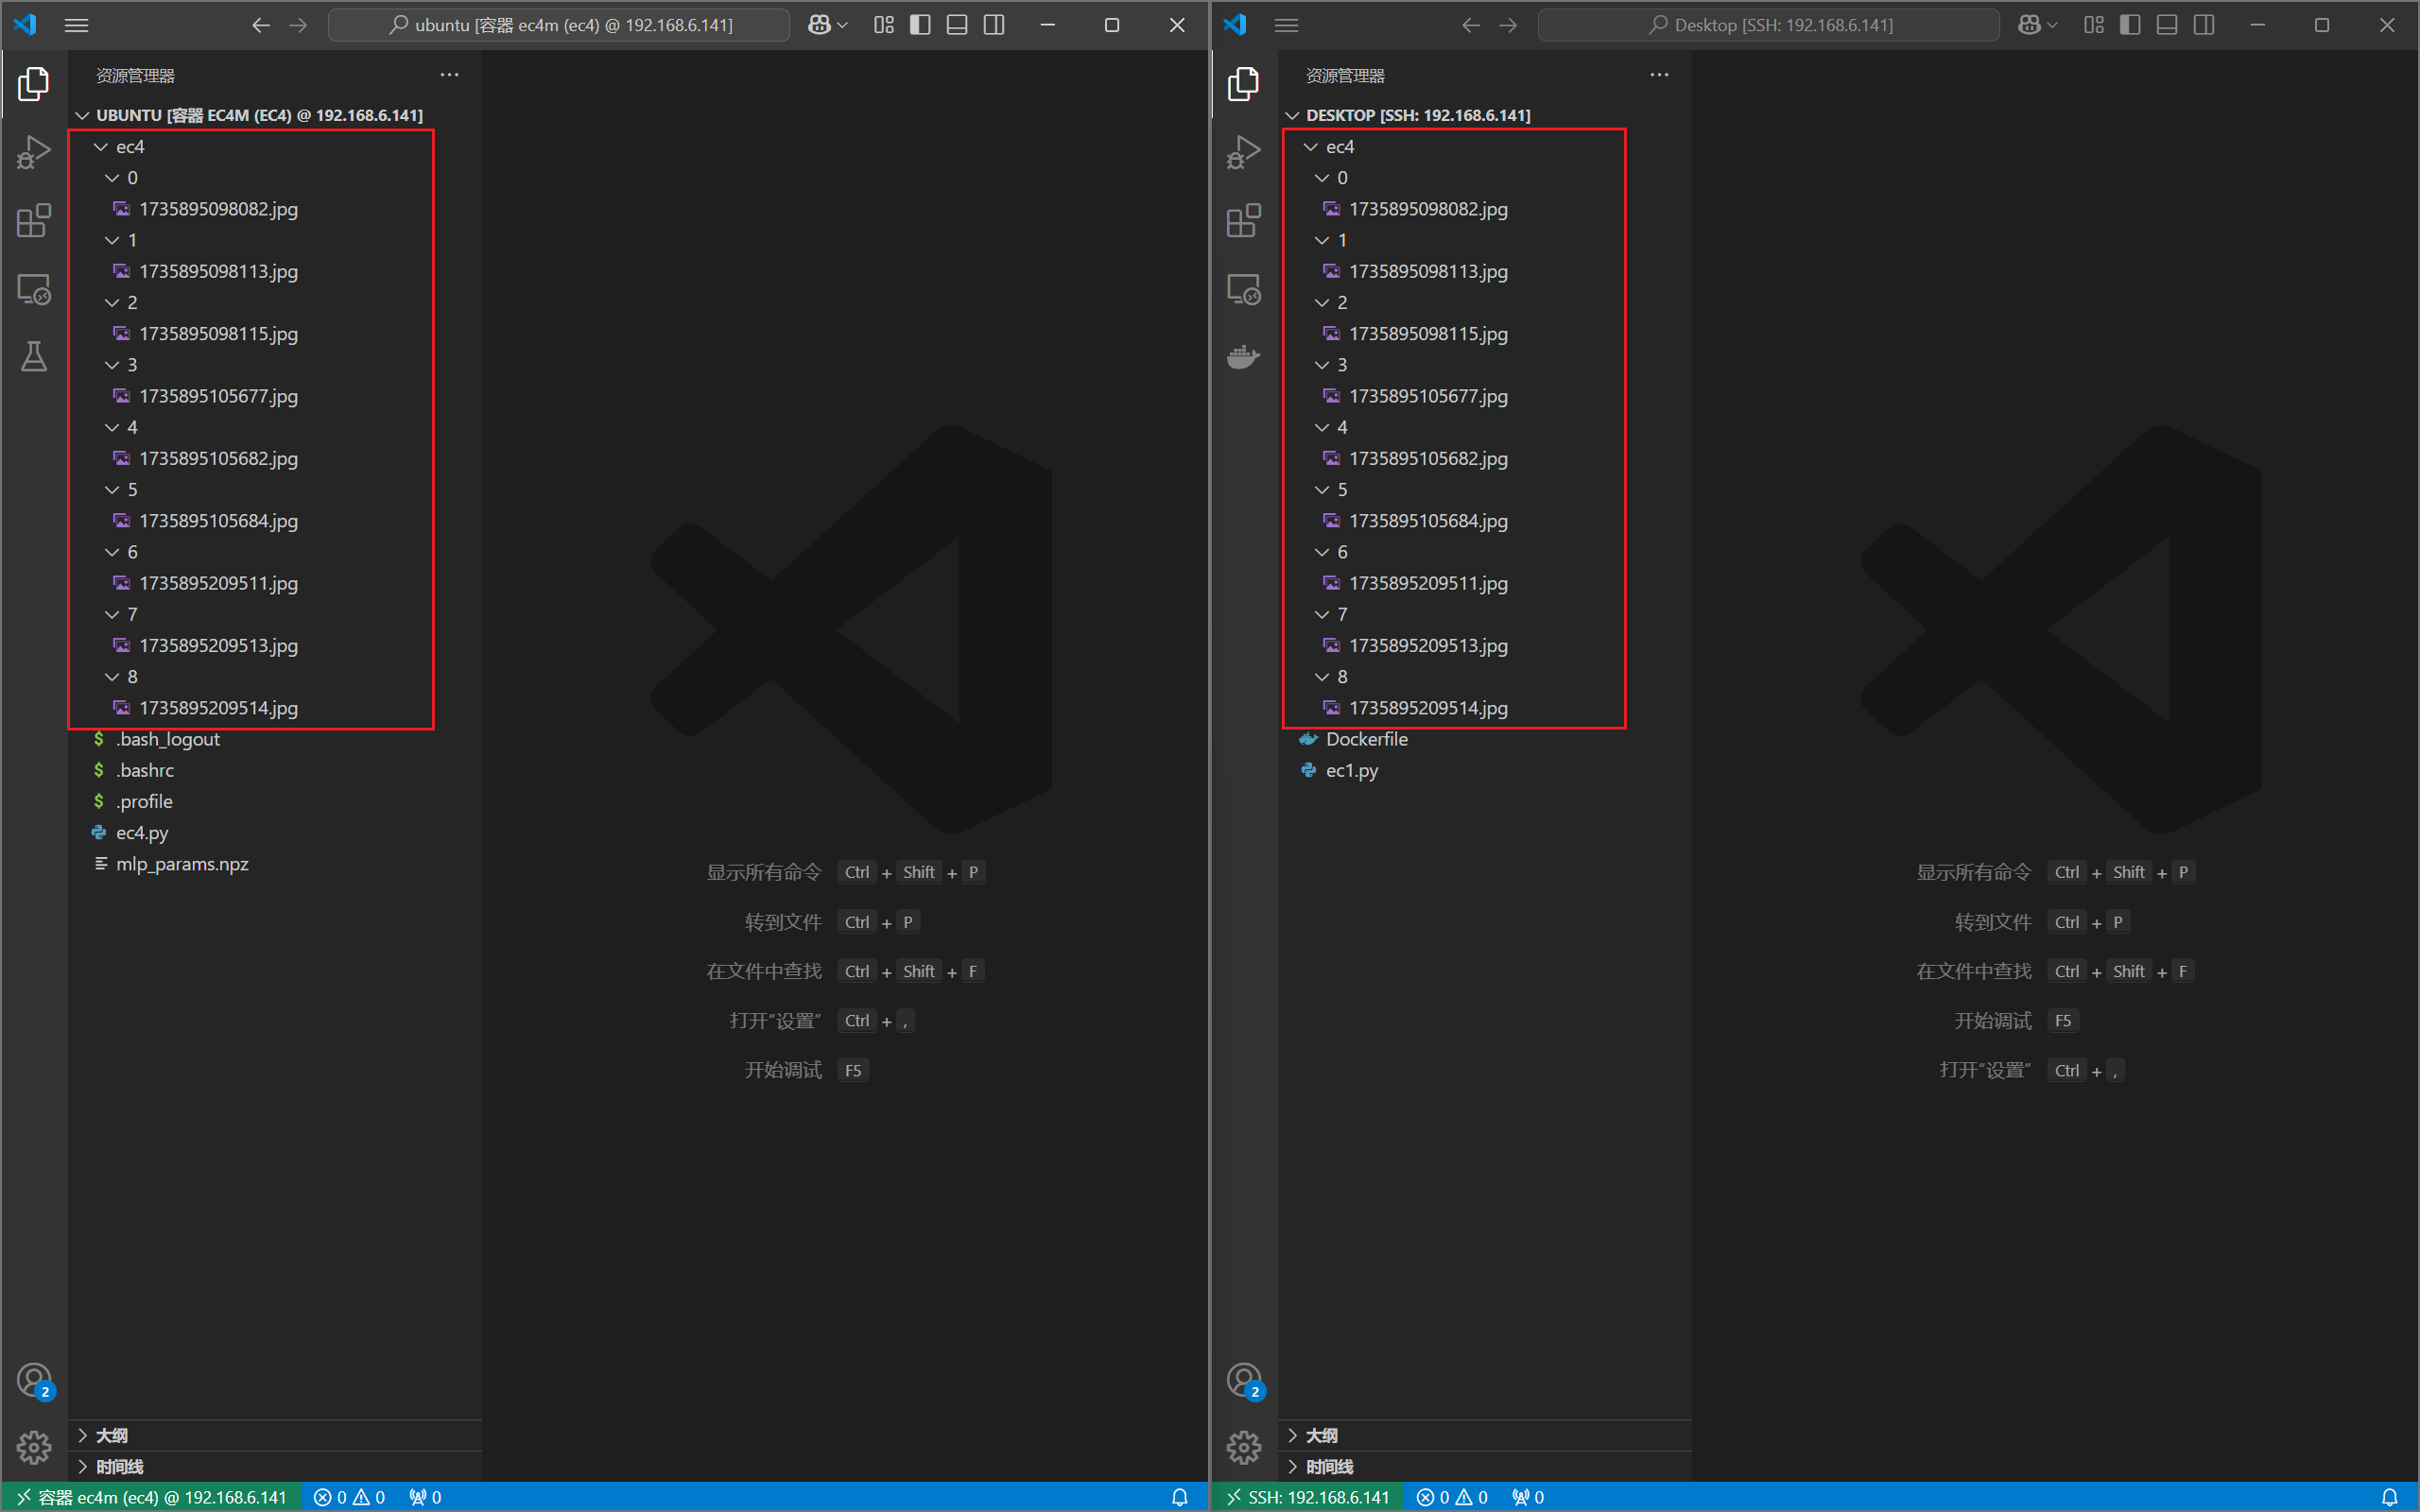 ubuntu [容器 ec4m (ec4) @ 192.168.6.141]
资源管理器
UBUNTU [容器 EC4M (EC4) @ 192.168.6.141]
ec4
0
1735895098082.jpg
1
1735895098113.jpg
2
1735895098115.jpg
3
1735895105677.jpg
4
1735895105682.jpg
5
1735895105684.jpg
6
1735895209511.jpg
7
1735895209513.jpg
8
1735895209514.jpg
.bash_logout
.bashrc
.profile
ec4.py
mlp_params.npz
显示所有命令 Ctrl + Shift + P
转到文件 Ctrl + P
在文件中查找 Ctrl + Shift + F
打开“设置” Ctrl + ,
开始调试 F5
2
大纲
时间线
容器 ec4m (ec4) @ 192.168.6.141 0 0 0
Desktop [SSH: 192.168.6.141]
资源管理器
DESKTOP [SSH: 192.168.6.141]
ec4
0
1735895098082.jpg
1
1735895098113.jpg
2
1735895098115.jpg
3
1735895105677.jpg
4
1735895105682.jpg
5
1735895105684.jpg
6
1735895209511.jpg
7
1735895209513.jpg
8
1735895209514.jpg
Dockerfile
ec1.py
显示所有命令 Ctrl + Shift + P
转到文件 Ctrl + P
在文件中查找 Ctrl + Shift + F
开始调试 F5
打开“设置” Ctrl + ,
2
大纲
时间线
SSH: 192.168.6.141 0 0 0